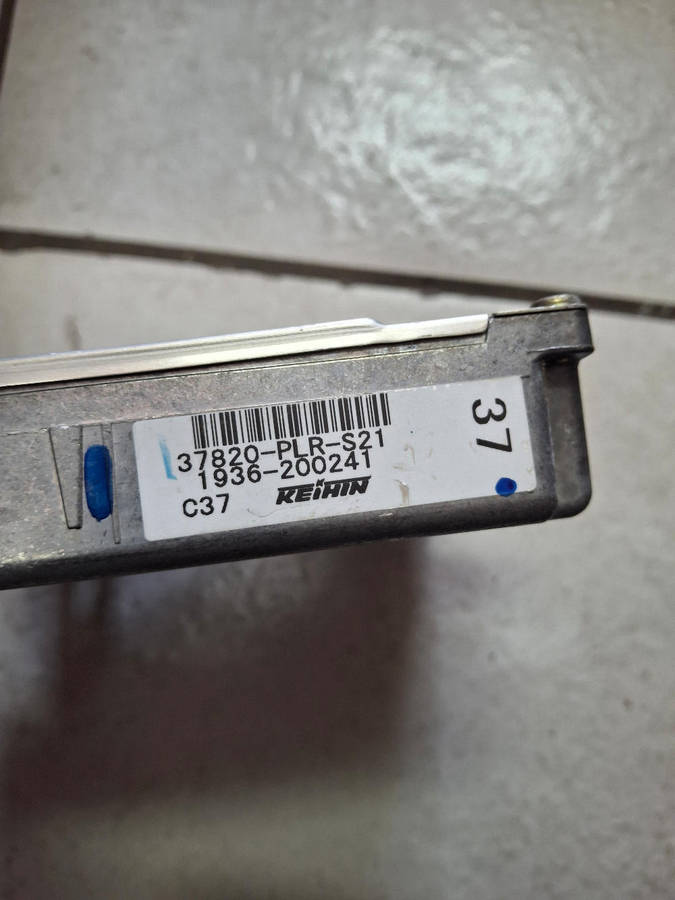 37820-PLR-S21
1936-200241
C37
KEIHIN
37